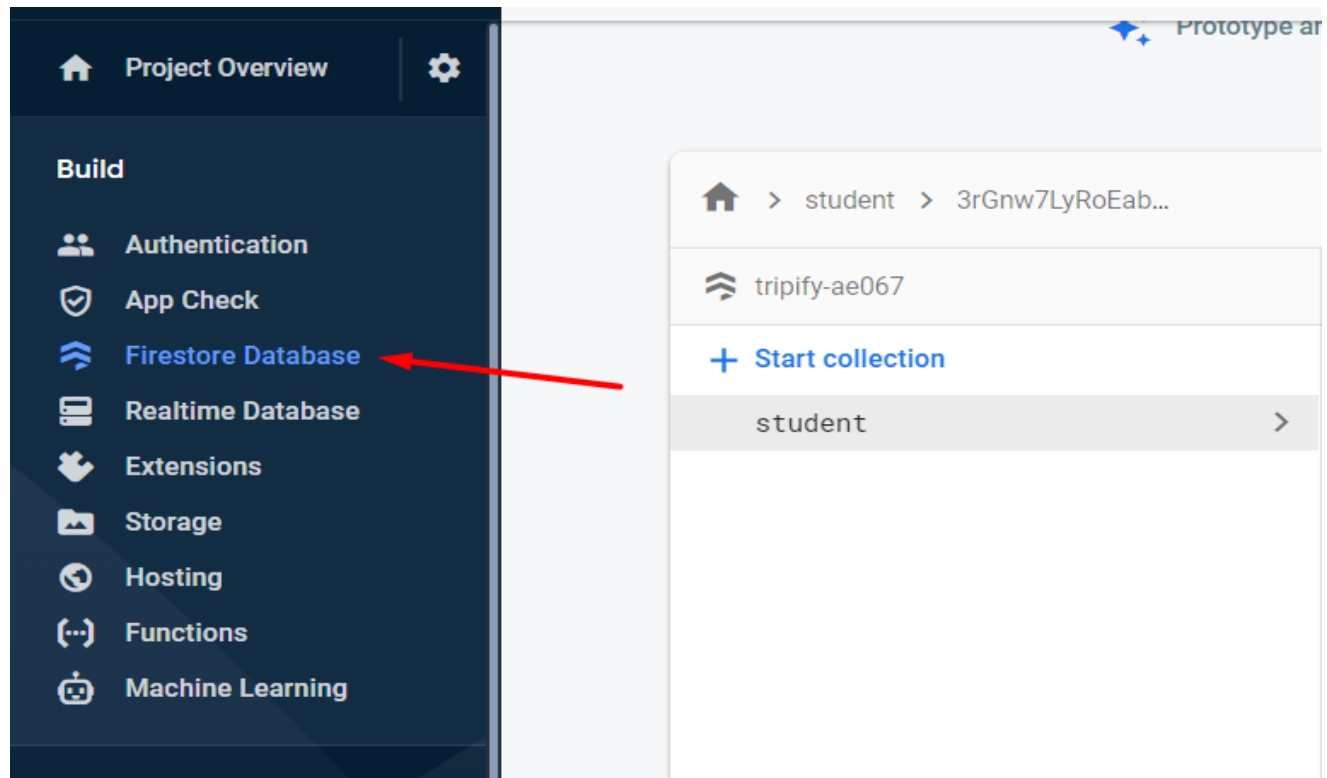 Project Overview
Build
Authentication
App Check
Firestore Database
Realtime Database
Extensions
Storage
Hosting
Functions
Machine Learning
Prototype
> student > 3rGnw7LyRoEab...
tripify-ae067
+ Start collection
student >